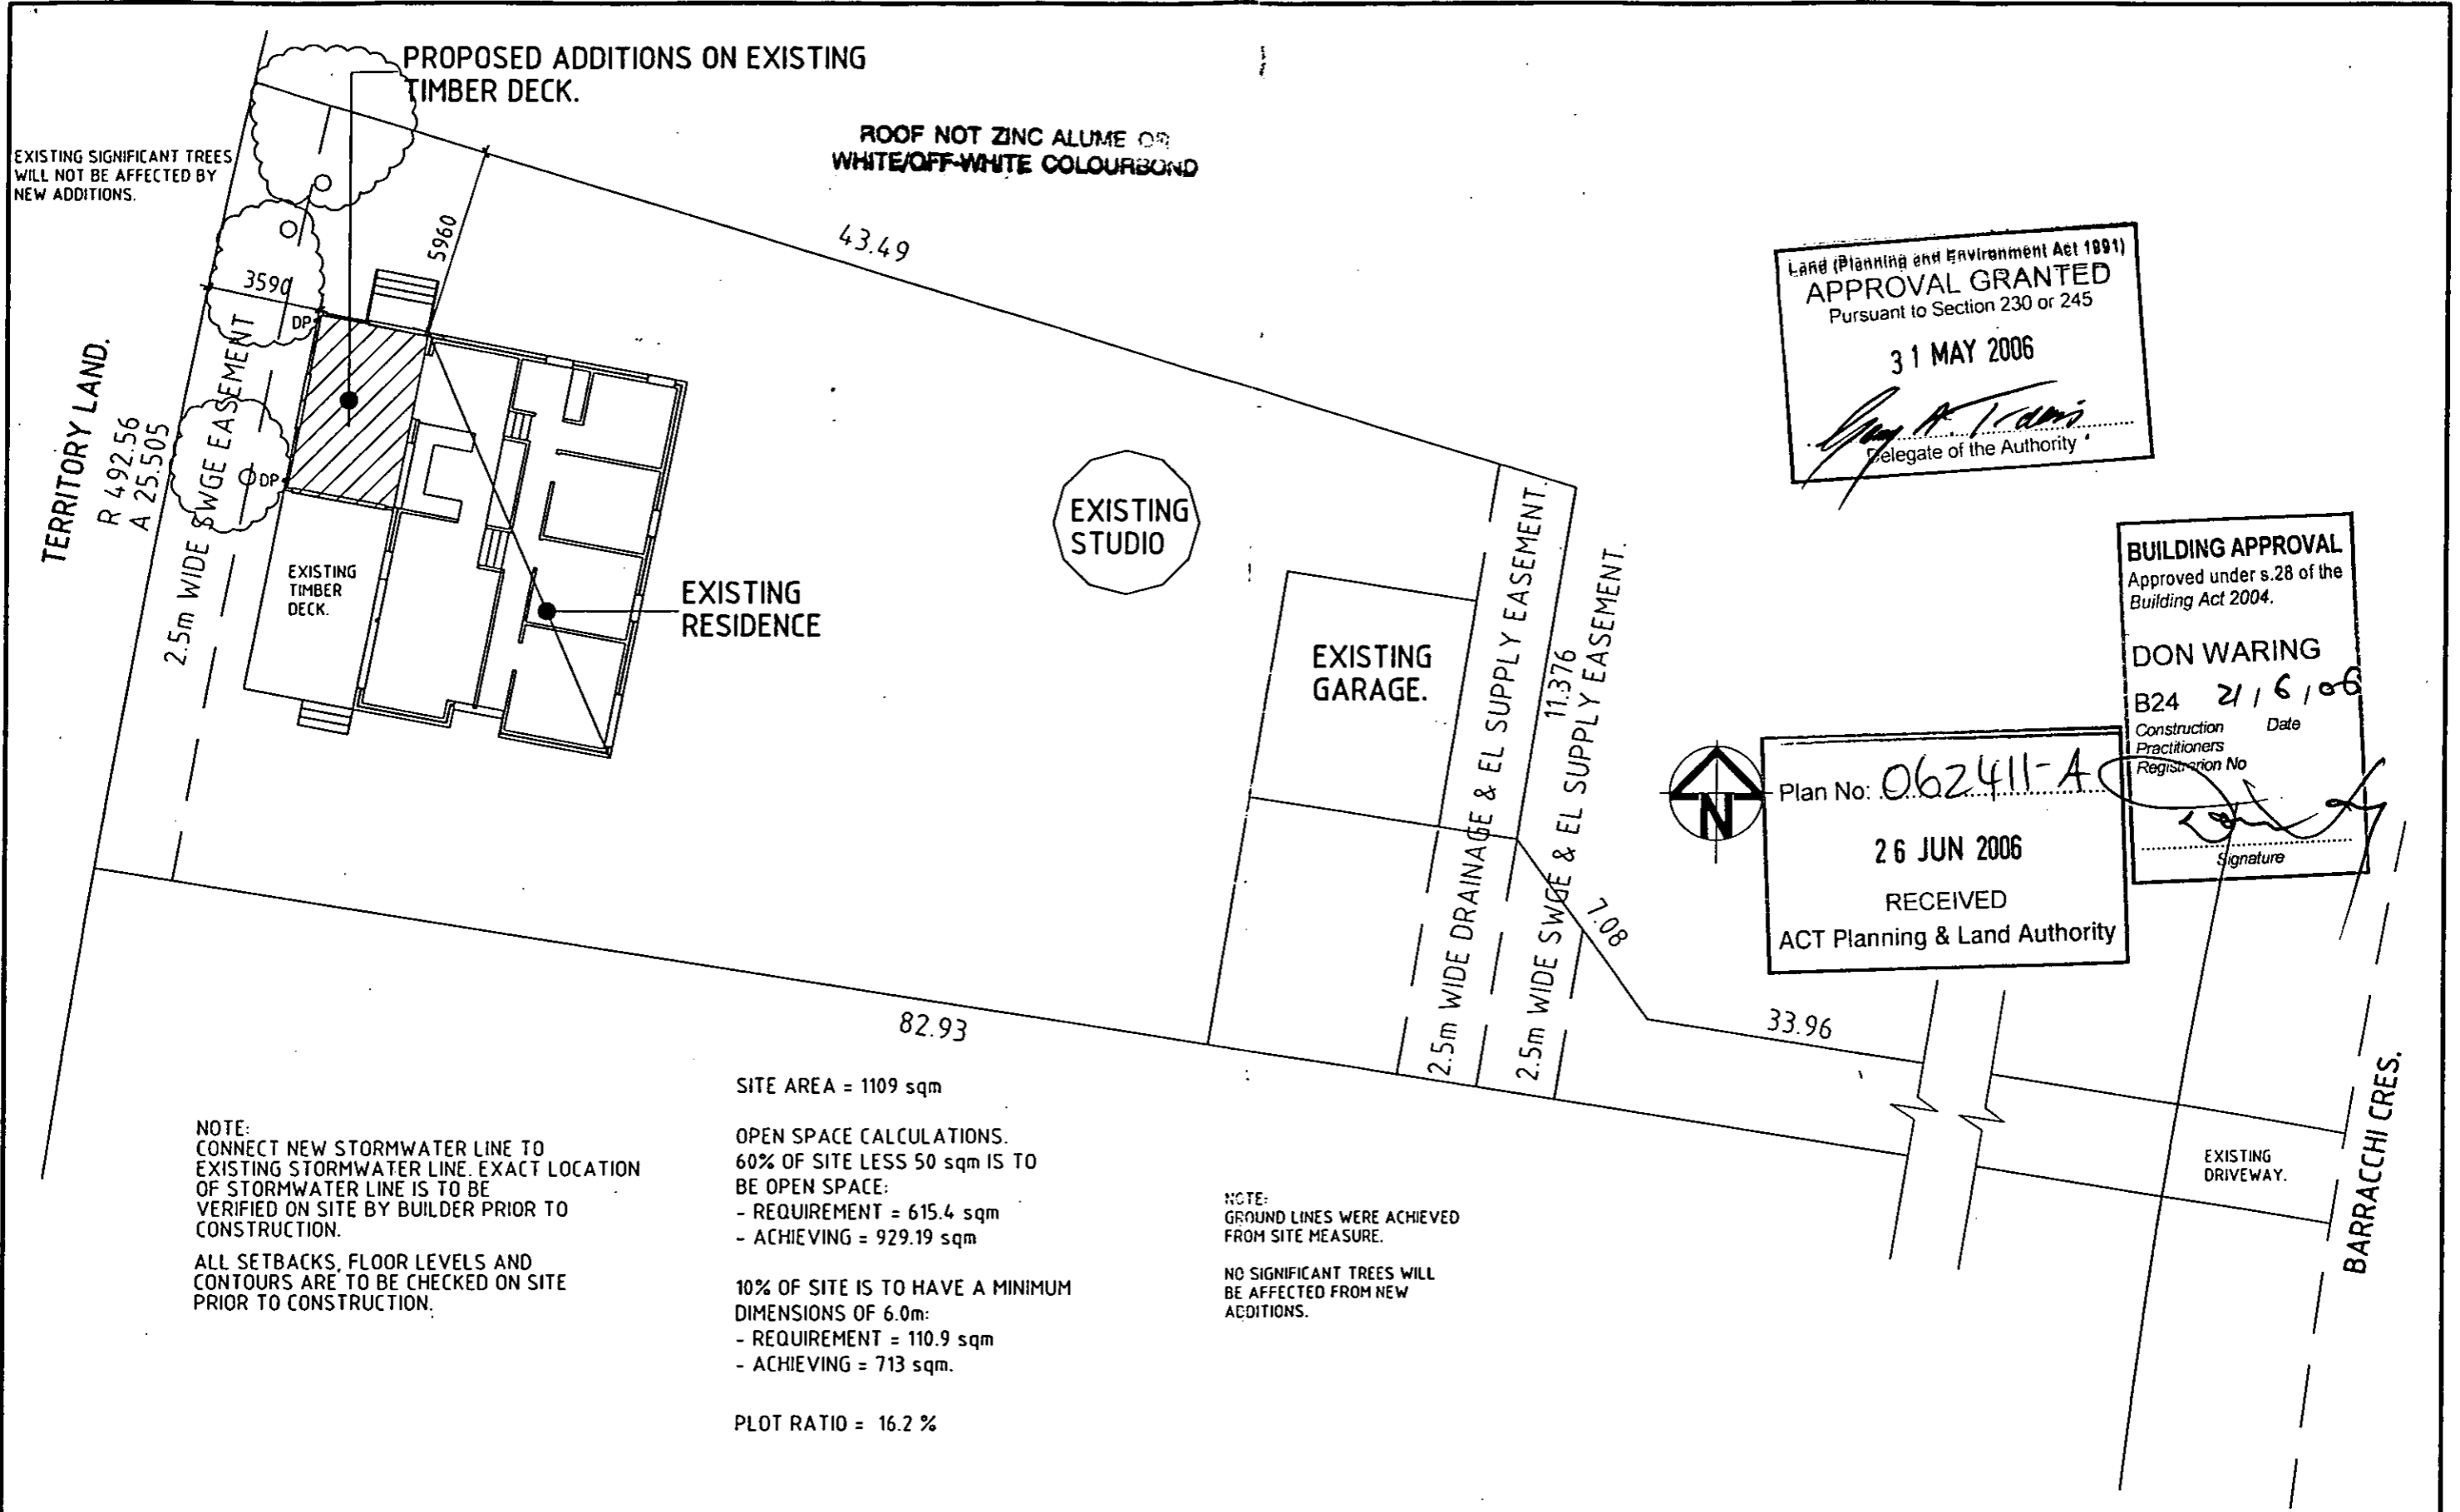 PROPOSED ADDITIONS ON EXISTING
TIMBER DECK.
ROOF NOT ZINC ALUME OR
WHITE/OFF-WHITE COLOURBOND
EXISTING SIGNIFICANT TREES
WILL NOT BE AFFECTED BY
NEW ADDITIONS.
5960
43.49
3590
DP
DP
TERRITORY LAND.
R 492.56
A 25.505
2.5m WIDE SWGE EASEMENT
EXISTING
TIMBER
DECK.
EXISTING
RESIDENCE
EXISTING
STUDIO
EXISTING
GARAGE.
2.5m WIDE DRAINAGE & EL SUPPLY EASEMENT.
11.376
2.5m WIDE SWGE & EL SUPPLY EASEMENT.
7.08
33.96
82.93
Land (Planning and Environment Act 1991)
APPROVAL GRANTED
Pursuant to Section 230 or 245
31 MAY 2006
Delegate of the Authority
BUILDING APPROVAL
Approved under s.28 of the
Building Act 2004.
DON WARING
B24 21/6/06
Construction Date
Practitioners
Registration No
Signature
N
Plan No: 062411-A
26 JUN 2006
RECEIVED
ACT Planning & Land Authority
EXISTING
DRIVEWAY.
BARRACCHI CRES.
NOTE:
CONNECT NEW STORMWATER LINE TO
EXISTING STORMWATER LINE. EXACT LOCATION
OF STORMWATER LINE IS TO BE
VERIFIED ON SITE BY BUILDER PRIOR TO
CONSTRUCTION.
ALL SETBACKS, FLOOR LEVELS AND
CONTOURS ARE TO BE CHECKED ON SITE
PRIOR TO CONSTRUCTION.
SITE AREA = 1109 sqm
OPEN SPACE CALCULATIONS.
60% OF SITE LESS 50 sqm IS TO
BE OPEN SPACE:
- REQUIREMENT = 615.4 sqm
- ACHIEVING = 929.19 sqm
10% OF SITE IS TO HAVE A MINIMUM
DIMENSIONS OF 6.0m:
- REQUIREMENT = 110.9 sqm
- ACHIEVING = 713 sqm.
PLOT RATIO = 16.2 %
NOTE:
GROUND LINES WERE ACHIEVED
FROM SITE MEASURE.
NO SIGNIFICANT TREES WILL
BE AFFECTED FROM NEW
ADDITIONS.